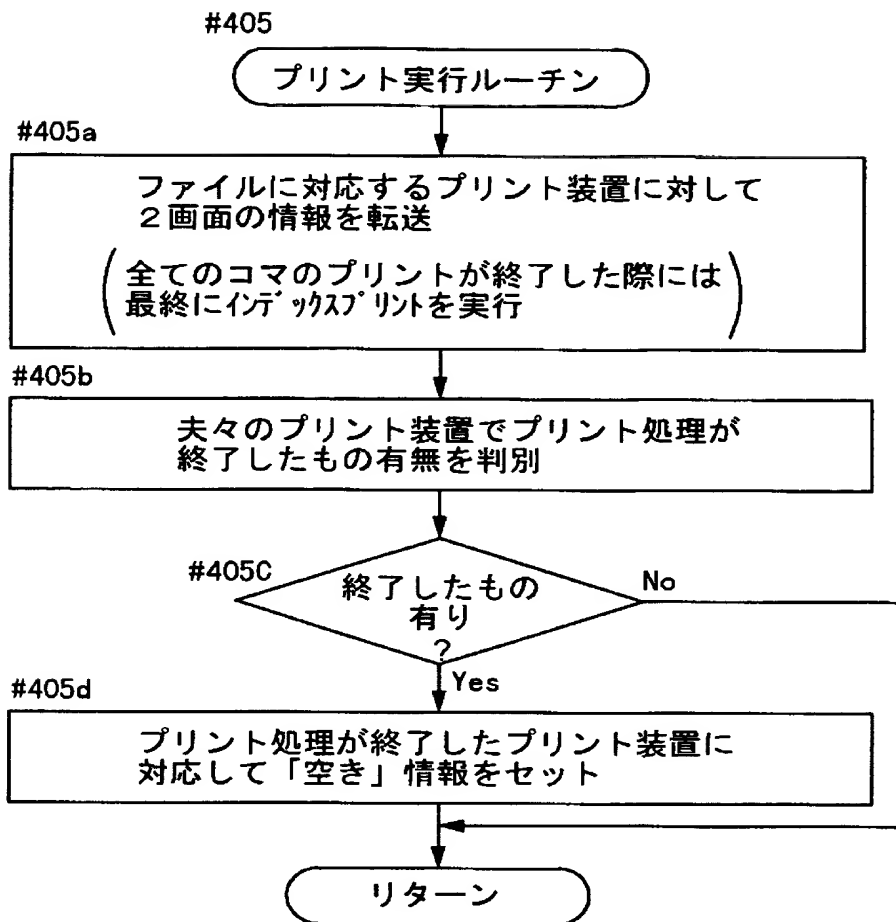 #405
プリント実行ルーチン
#405a
ファイルに対応するプリント装置に対して
２画面の情報を転送
全てのコマのプリントが終了した際には
最終にｲﾝﾃﾞｯｸｽﾌﾟﾘﾝﾄを実行
#405b
夫々のプリント装置でプリント処理が
終了したもの有無を判別
#405C
終了したもの
有り
?
No
Yes
#405d
プリント処理が終了したプリント装置に
対応して「空き」情報をセット
リターン